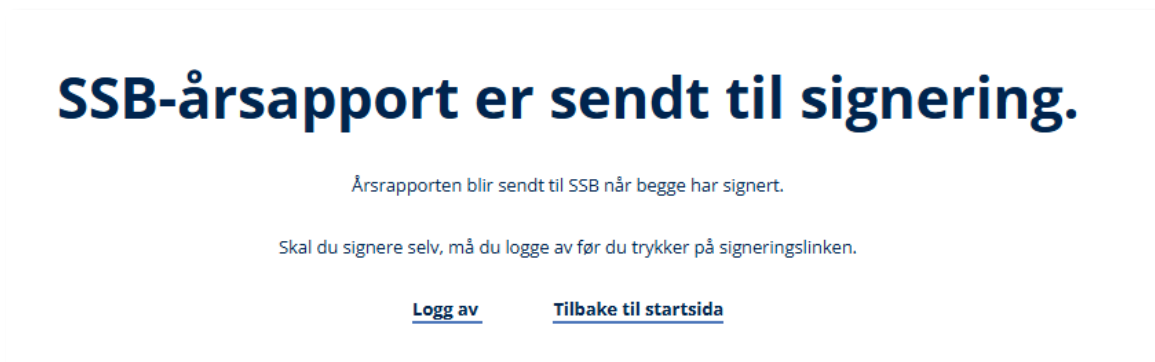 SSB-årsapport er sendt til signering.
Årsrapporten blir sendt til SSB når begge har signert.
Skal du signere selv, må du logge av før du trykker på signeringslinken.
Logg av Tilbake til startsida